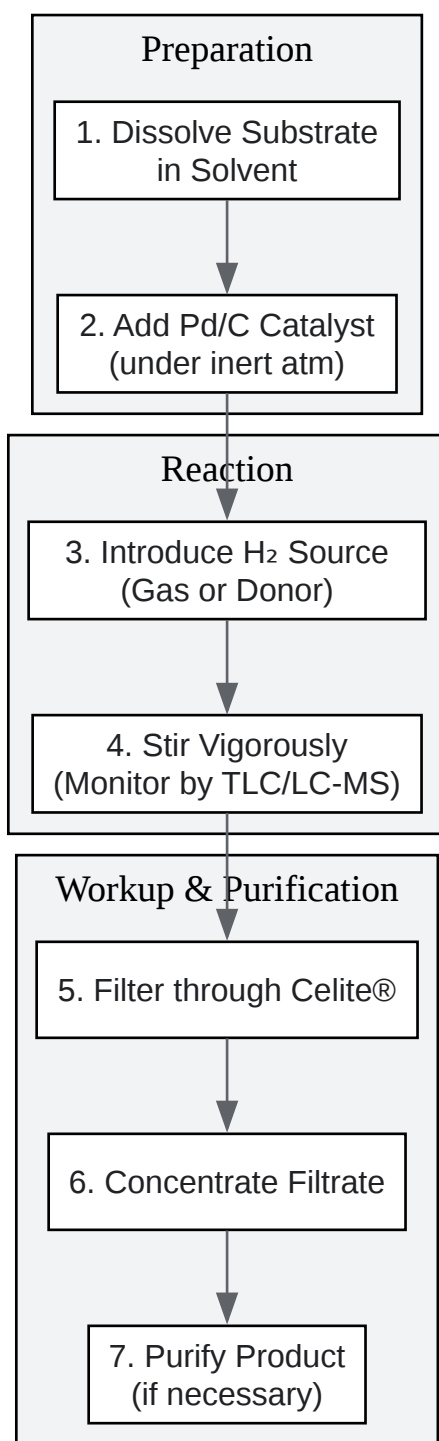 Preparation
1. Dissolve Substrate
in Solvent
2. Add Pd/C Catalyst
(under inert atm)
Reaction
3. Introduce H₂ Source
(Gas or Donor)
4. Stir Vigorously
(Monitor by TLC/LC-MS)
Workup & Purification
5. Filter through Celite®
6. Concentrate Filtrate
7. Purify Product
(if necessary)